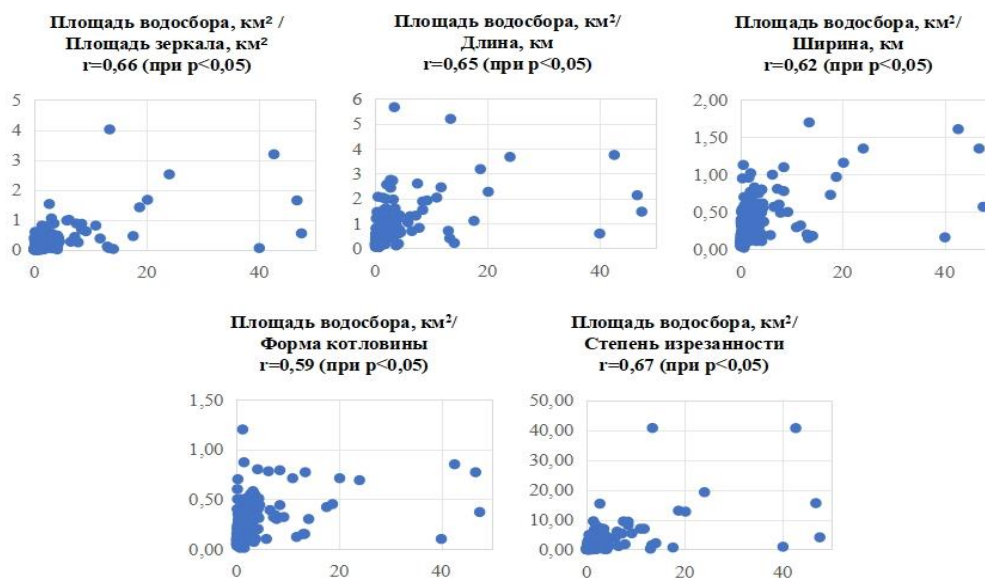 Площадь водосбора, км² /
Площадь зеркала, км²
r=0,66 (при p<0,05)
5
4
3
2
1
0
0 20 40
Площадь водосбора, км²/
Длина, км
r=0,65 (при p<0,05)
6
5
4
3
2
1
0
0 20 40
Площадь водосбора, км²/
Ширина, км
r=0,62 (при p<0,05)
2,00
1,50
1,00
0,50
0,00
0 20 40
Площадь водосбора, км²/
Форма котловины
r=0,59 (при p<0,05)
1,50
1,00
0,50
0,00
0 20 40
Площадь водосбора, км²/
Степень изрезанности
r=0,67 (при p<0,05)
50,00
40,00
30,00
20,00
10,00
0,00
0 20 40